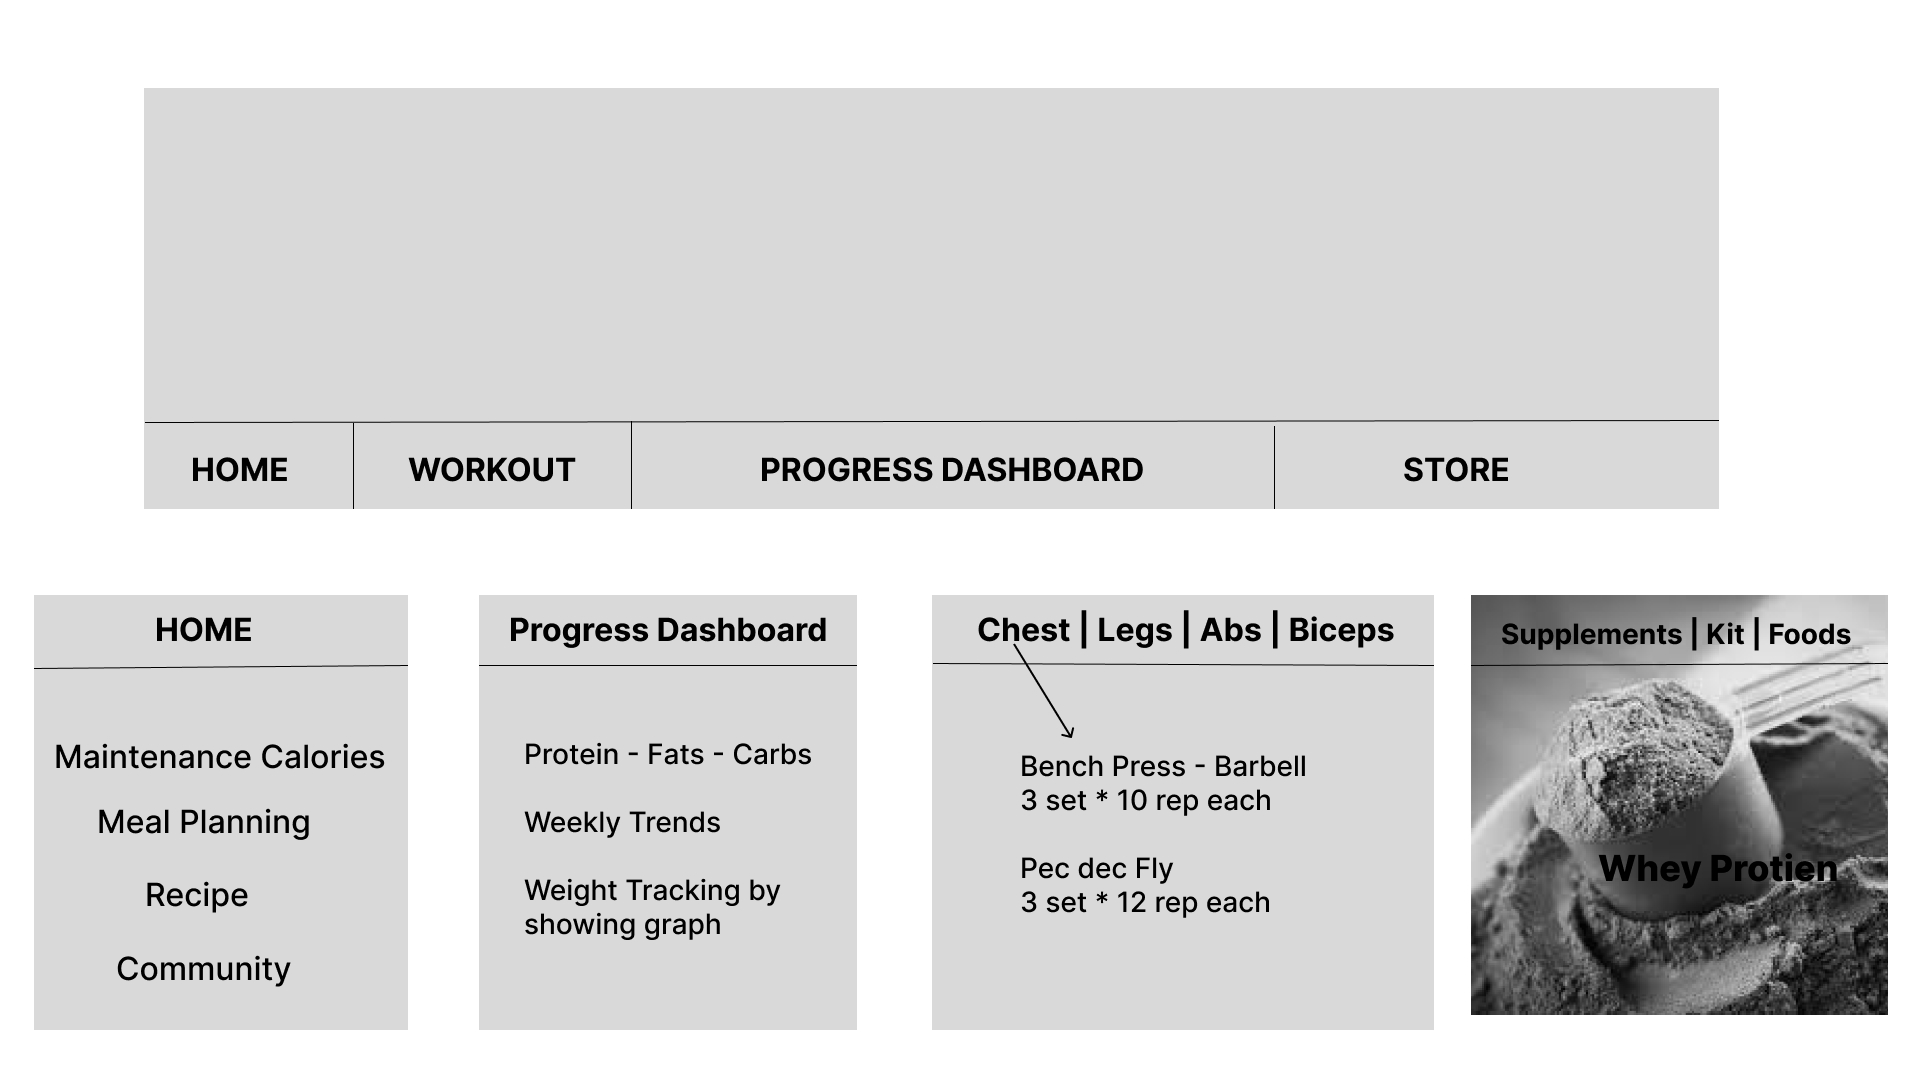 HOME
WORKOUT
PROGRESS DASHBOARD
STORE
HOME
Maintenance Calories
Meal Planning
Recipe
Community
Progress Dashboard
Protein - Fats - Carbs
Weekly Trends
Weight Tracking by
showing graph
Chest | Legs | Abs | Biceps
Bench Press - Barbell
3 set * 10 rep each
Pec dec Fly
3 set * 12 rep each
Supplements | Kit | Foods
Whey Protien